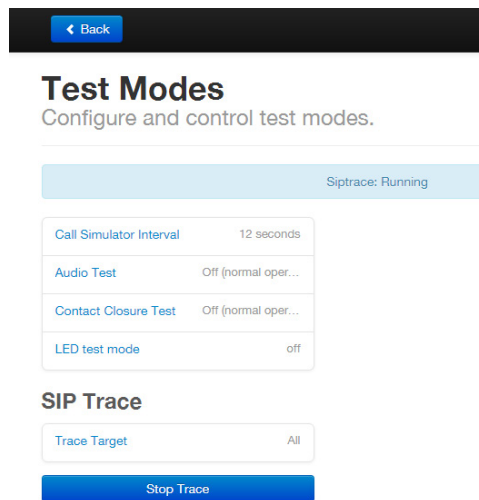 Back
Test Modes
Configure and control test modes.
Siptrace: Running
Call Simulator Interval 12 seconds
Audio Test Off (normal oper...
Contact Closure Test Off (normal oper...
LED test mode off
SIP Trace
Trace Target All
Stop Trace